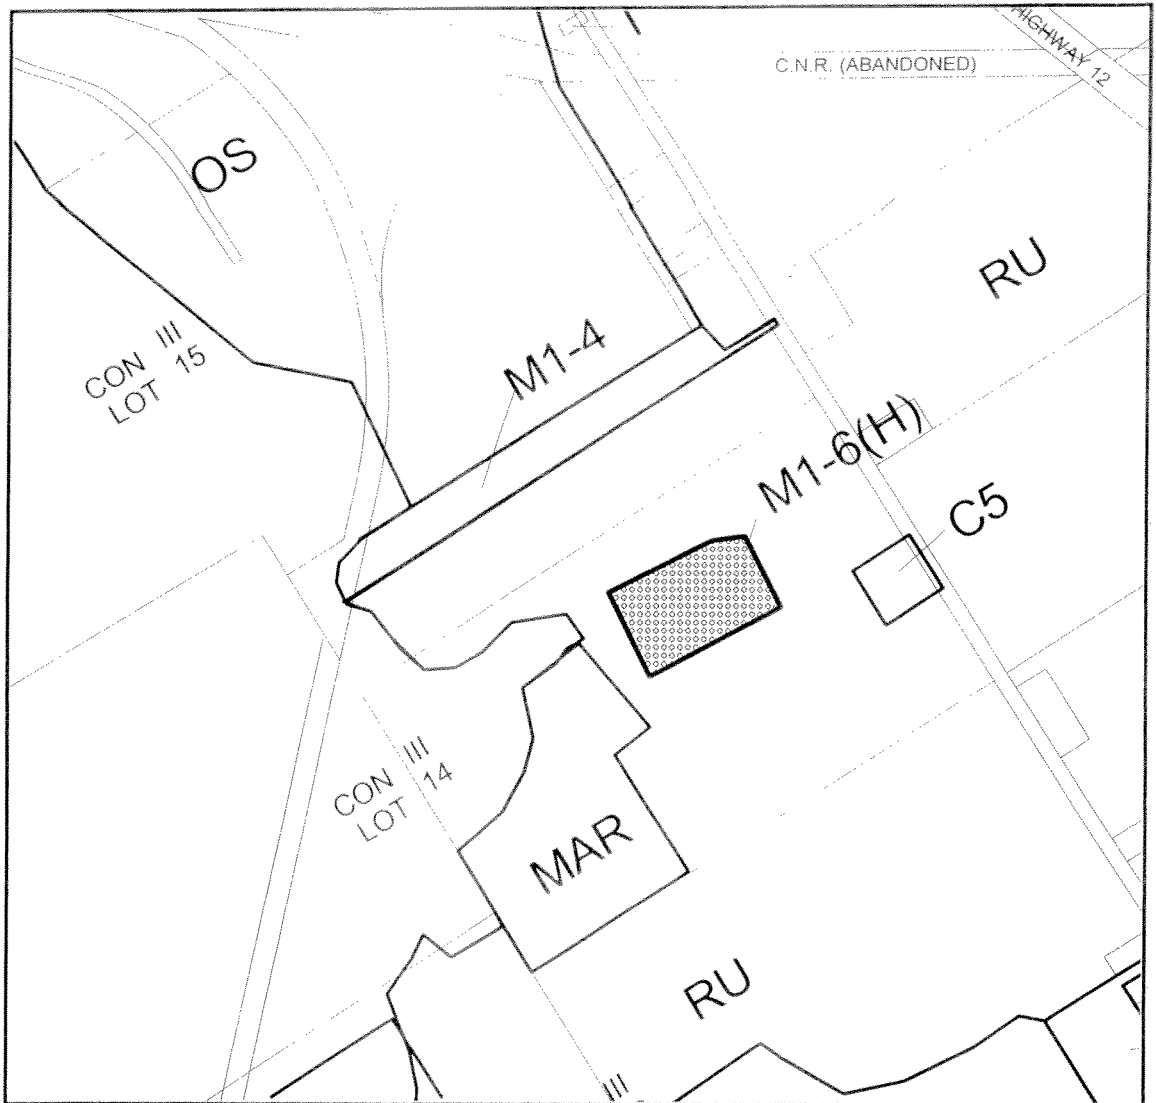 HIGHWAY 12
C.N.R. (ABANDONED)
OS
RU
CON III
LOT 15
M1-4
M1-6(H)
C5
CON III
LOT 14
MAR
RU
III